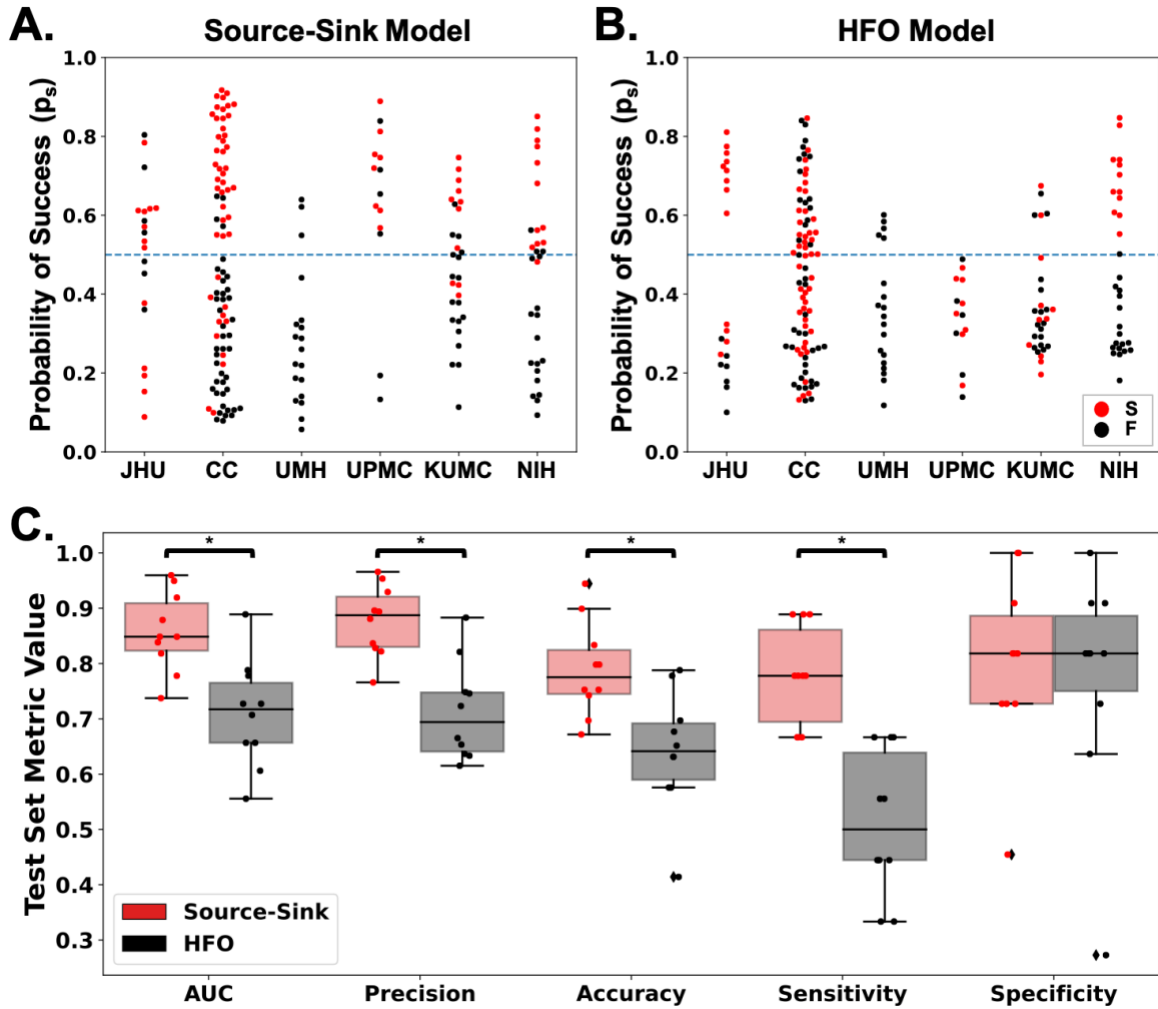 A.
Source-Sink Model
Probability of Success (pₛ)
1.0
0.8
0.6
0.4
0.2
0.0
JHU
CC
UMH
UPMC
KUMC
NIH
B.
HFO Model
Probability of Success (pₛ)
1.0
0.8
0.6
0.4
0.2
0.0
JHU
CC
UMH
UPMC
KUMC
NIH
S
F
C.
Test Set Metric Value
1.0
0.9
0.8
0.7
0.6
0.5
0.4
0.3
*
*
*
*
Source-Sink
HFO
AUC
Precision
Accuracy
Sensitivity
Specificity